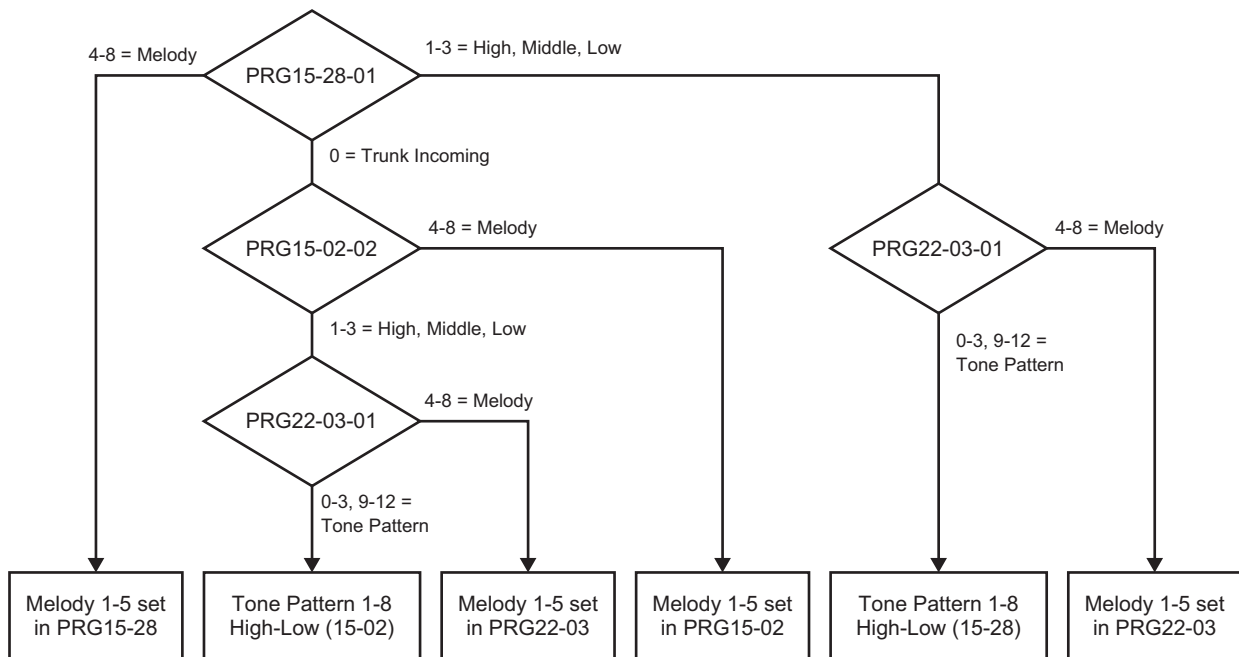 4-8 = Melody
1-3 = High, Middle, Low
PRG15-28-01
0 = Trunk Incoming
PRG15-02-02
4-8 = Melody
PRG22-03-01
4-8 = Melody
1-3 = High, Middle, Low
0-3, 9-12 =
Tone Pattern
PRG22-03-01
4-8 = Melody
0-3, 9-12 =
Tone Pattern
Melody 1-5 set
in PRG15-28
Tone Pattern 1-8
High-Low (15-02)
Melody 1-5 set
in PRG22-03
Melody 1-5 set
in PRG15-02
Tone Pattern 1-8
High-Low (15-28)
Melody 1-5 set
in PRG22-03